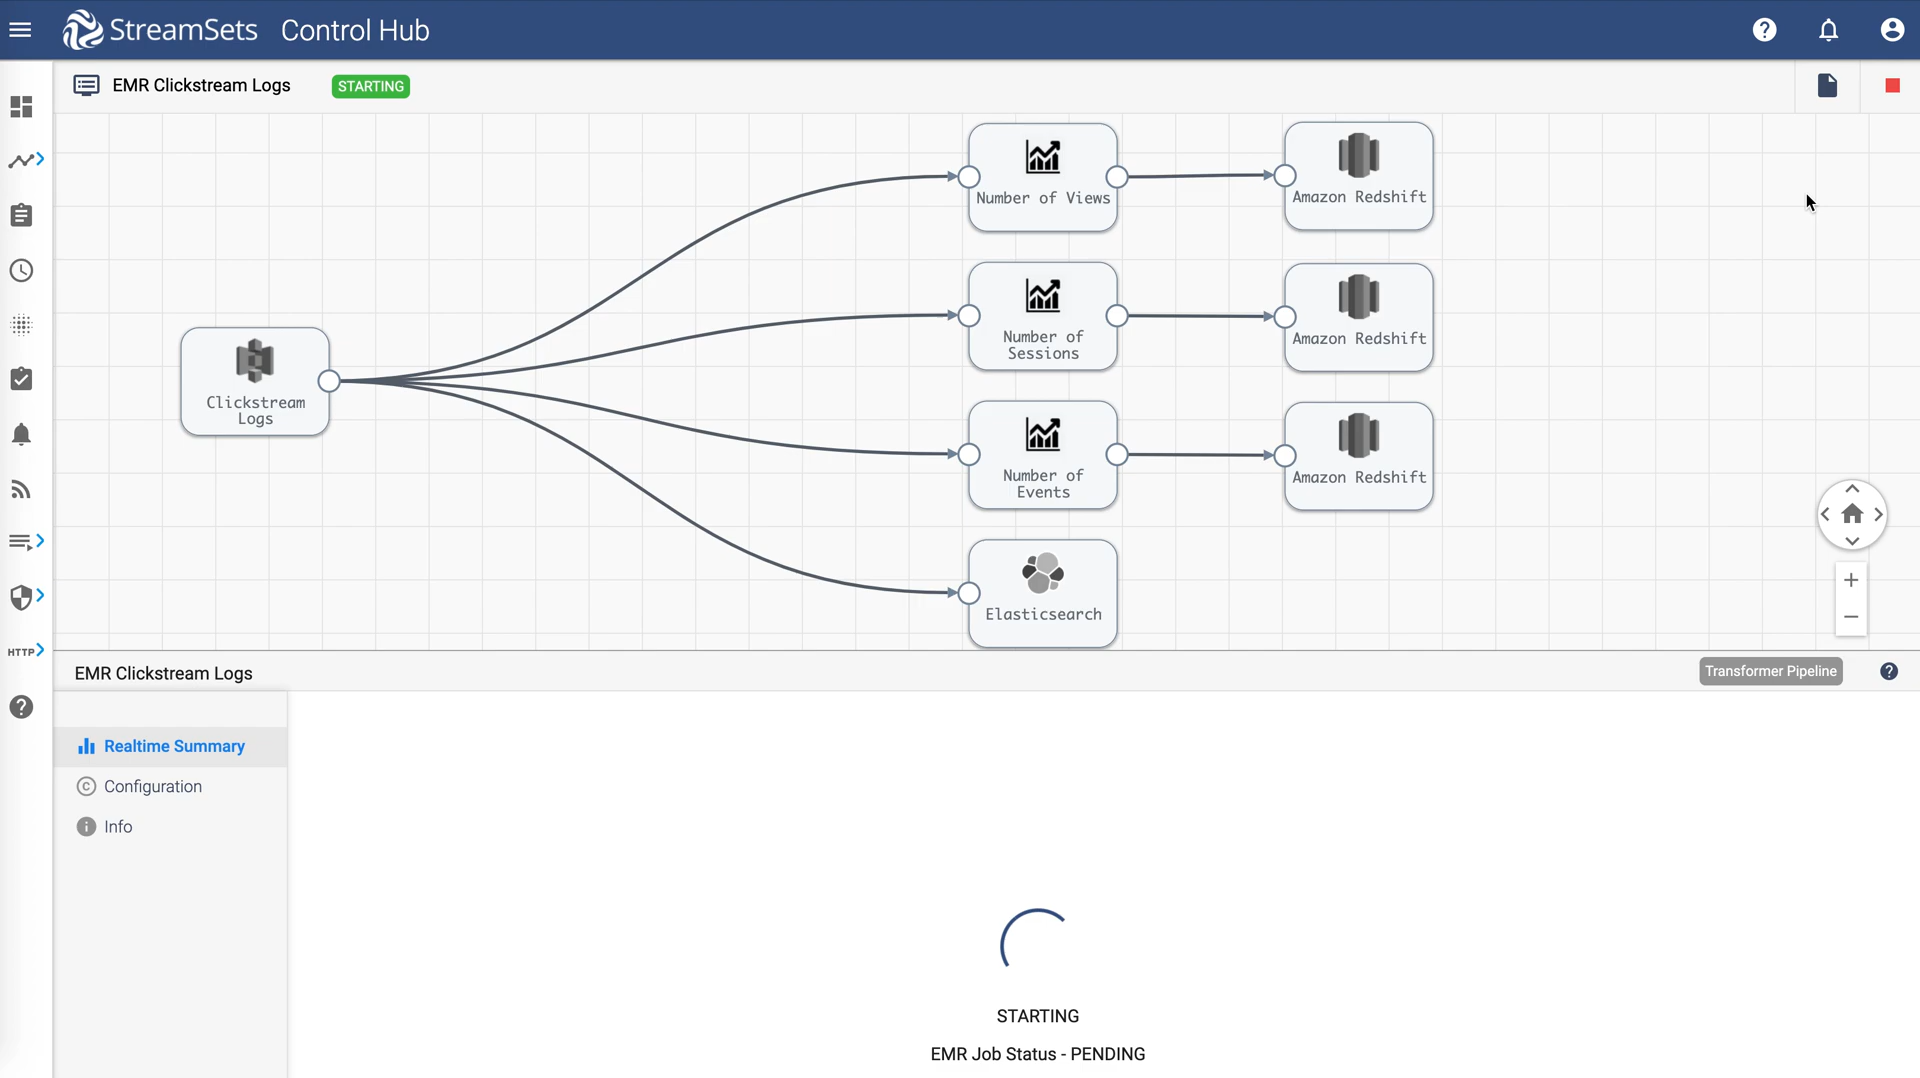 StreamSets Control Hub
EMR Clickstream Logs STARTING
Number of Views
Amazon Redshift
Number of
Sessions
Amazon Redshift
Clickstream
Logs
Number of
Events
Amazon Redshift
Elasticsearch
HTTP
EMR Clickstream Logs
Transformer Pipeline
Realtime Summary
Configuration
Info
STARTING
EMR Job Status - PENDING